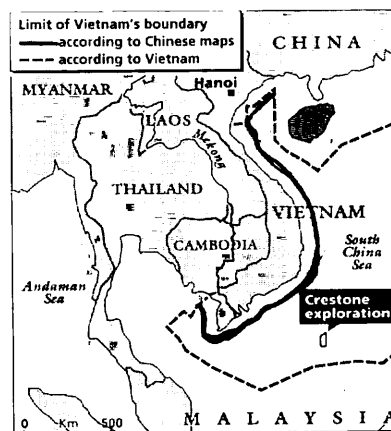 Limit of Vietnam's boundary
according to Chinese maps
according to Vietnam
CHINA
Hanoi
MYANMAR
LAOS
Mekong
THAILAND
VIETNAM
CAMBODIA
South
China
Sea
Andaman
Sea
Crestone
exploration
0 Km 500
MALAYSIA